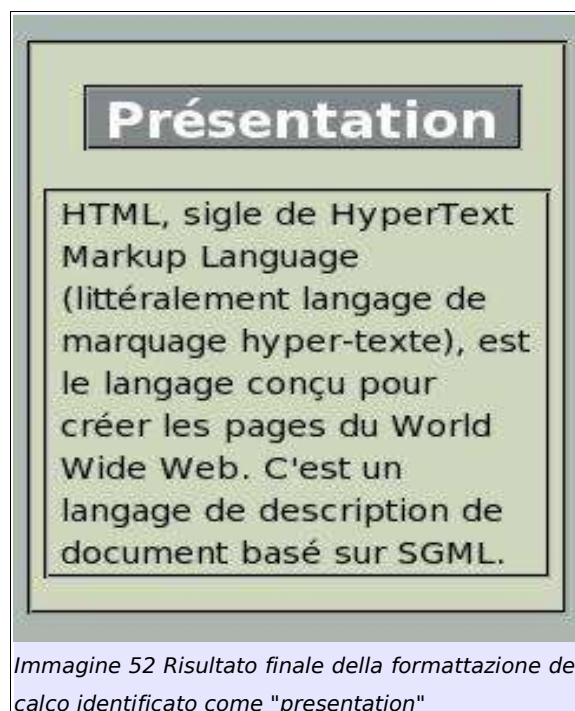 Présentation
HTML, sigle de HyperText
Markup Language
(littéralement langage de
marquage hyper-texte), est
le langage conçu pour
créer les pages du World
Wide Web. C'est un
langage de description de
document basé sur SGML.
Immagine 52 Risultato finale della formattazione de
calco identificato come "presentation"